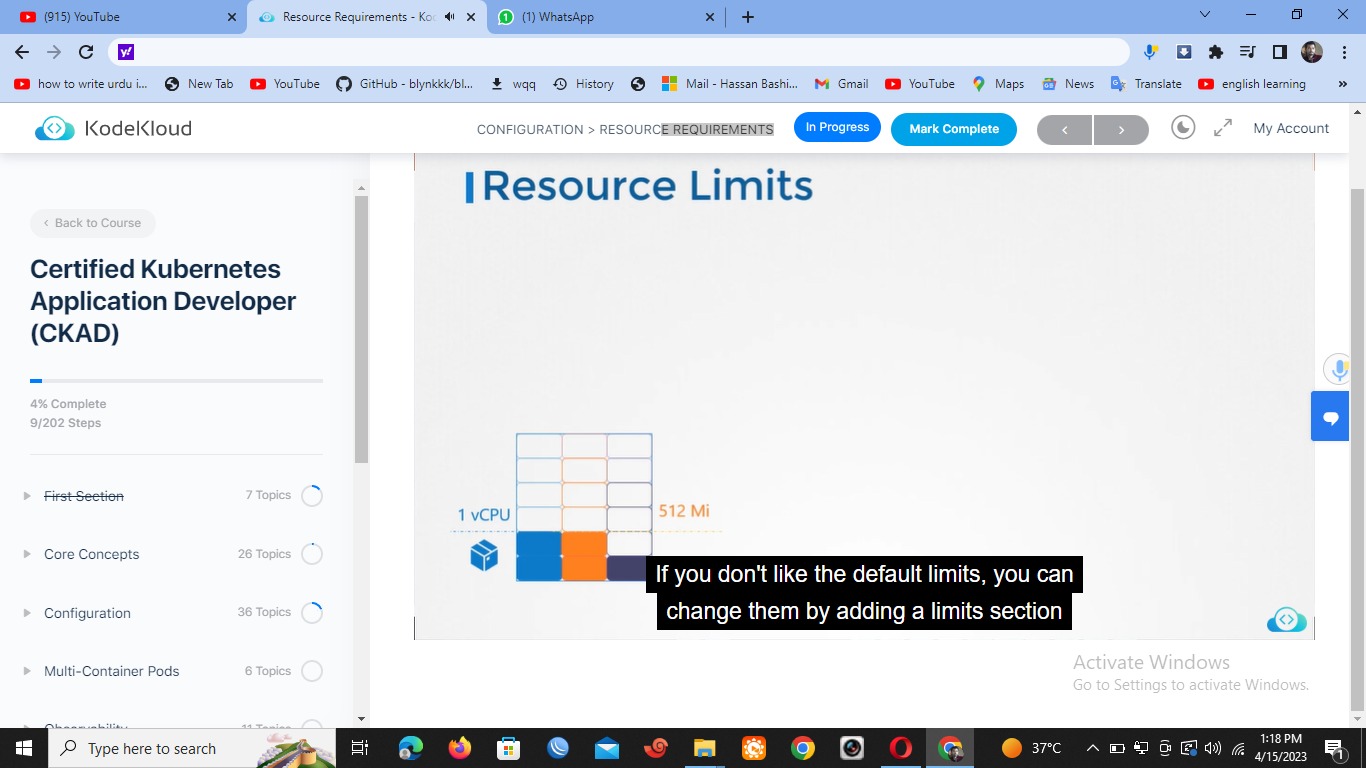 (915) YouTube
Resource Requirements - Ko
(1) WhatsApp
how to write urdu i...
New Tab
YouTube
GitHub - blynkkk/bl...
wqq
History
Mail - Hassan Bashi...
Gmail
YouTube
Maps
News
Translate
english learning
»
KodeKloud
CONFIGURATION > RESOURCE REQUIREMENTS
In Progress
Mark Complete
My Account
Back to Course
Certified Kubernetes
Application Developer
(CKAD)
4% Complete
9/202 Steps
First Section 7 Topics
Core Concepts 26 Topics
Configuration 36 Topics
Multi-Container Pods 6 Topics
Observability 11 Topics
Resource Limits
1 vCPU
512 Mi
If you don't like the default limits, you can
change them by adding a limits section
Activate Windows
Go to Settings to activate Windows.
Type here to search
37°C
1:18 PM
4/15/2023
1